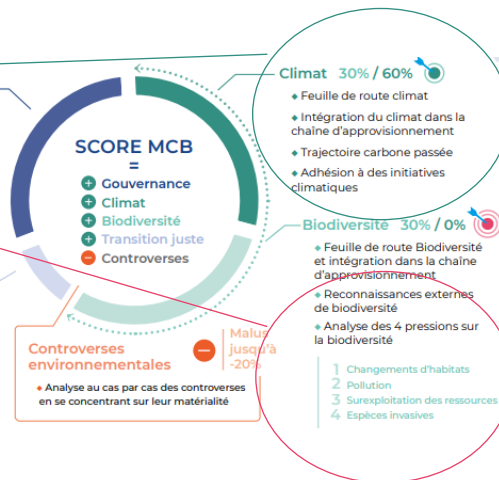 SCORE MCB
=
+ Gouvernance
+ Climat
+ Biodiversité
+ Transition juste
− Controverses
Climat 30% / 60%
◆ Feuille de route climat
◆ Intégration du climat dans la
chaîne d'approvisionnement
◆ Trajectoire carbone passée
◆ Adhésion à des initiatives
climatiques
Biodiversité 30% / 0%
◆ Feuille de route Biodiversité
et intégration dans la chaîne
d'approvisionnement
◆ Reconnaissances externes
de biodiversité
◆ Analyse des 4 pressions sur
la biodiversité
1 Changements d'habitats
2 Pollution
3 Surexploitation des ressources
4 Espèces invasives
Controverses
environnementales
−
Malus
jusqu'à
-20%
◆ Analyse au cas par cas des controverses
en se concentrant sur leur matérialité